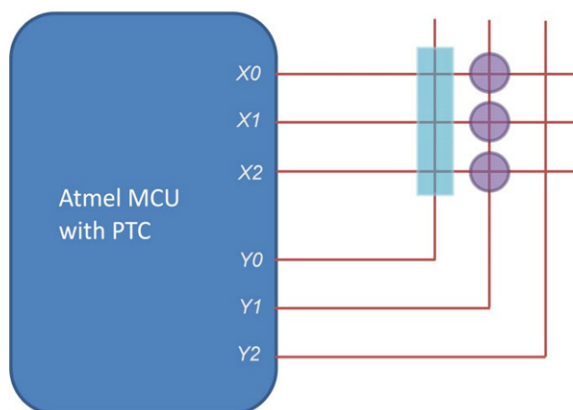 X0
X1
X2
Atmel MCU
with PTC
Y0
Y1
Y2